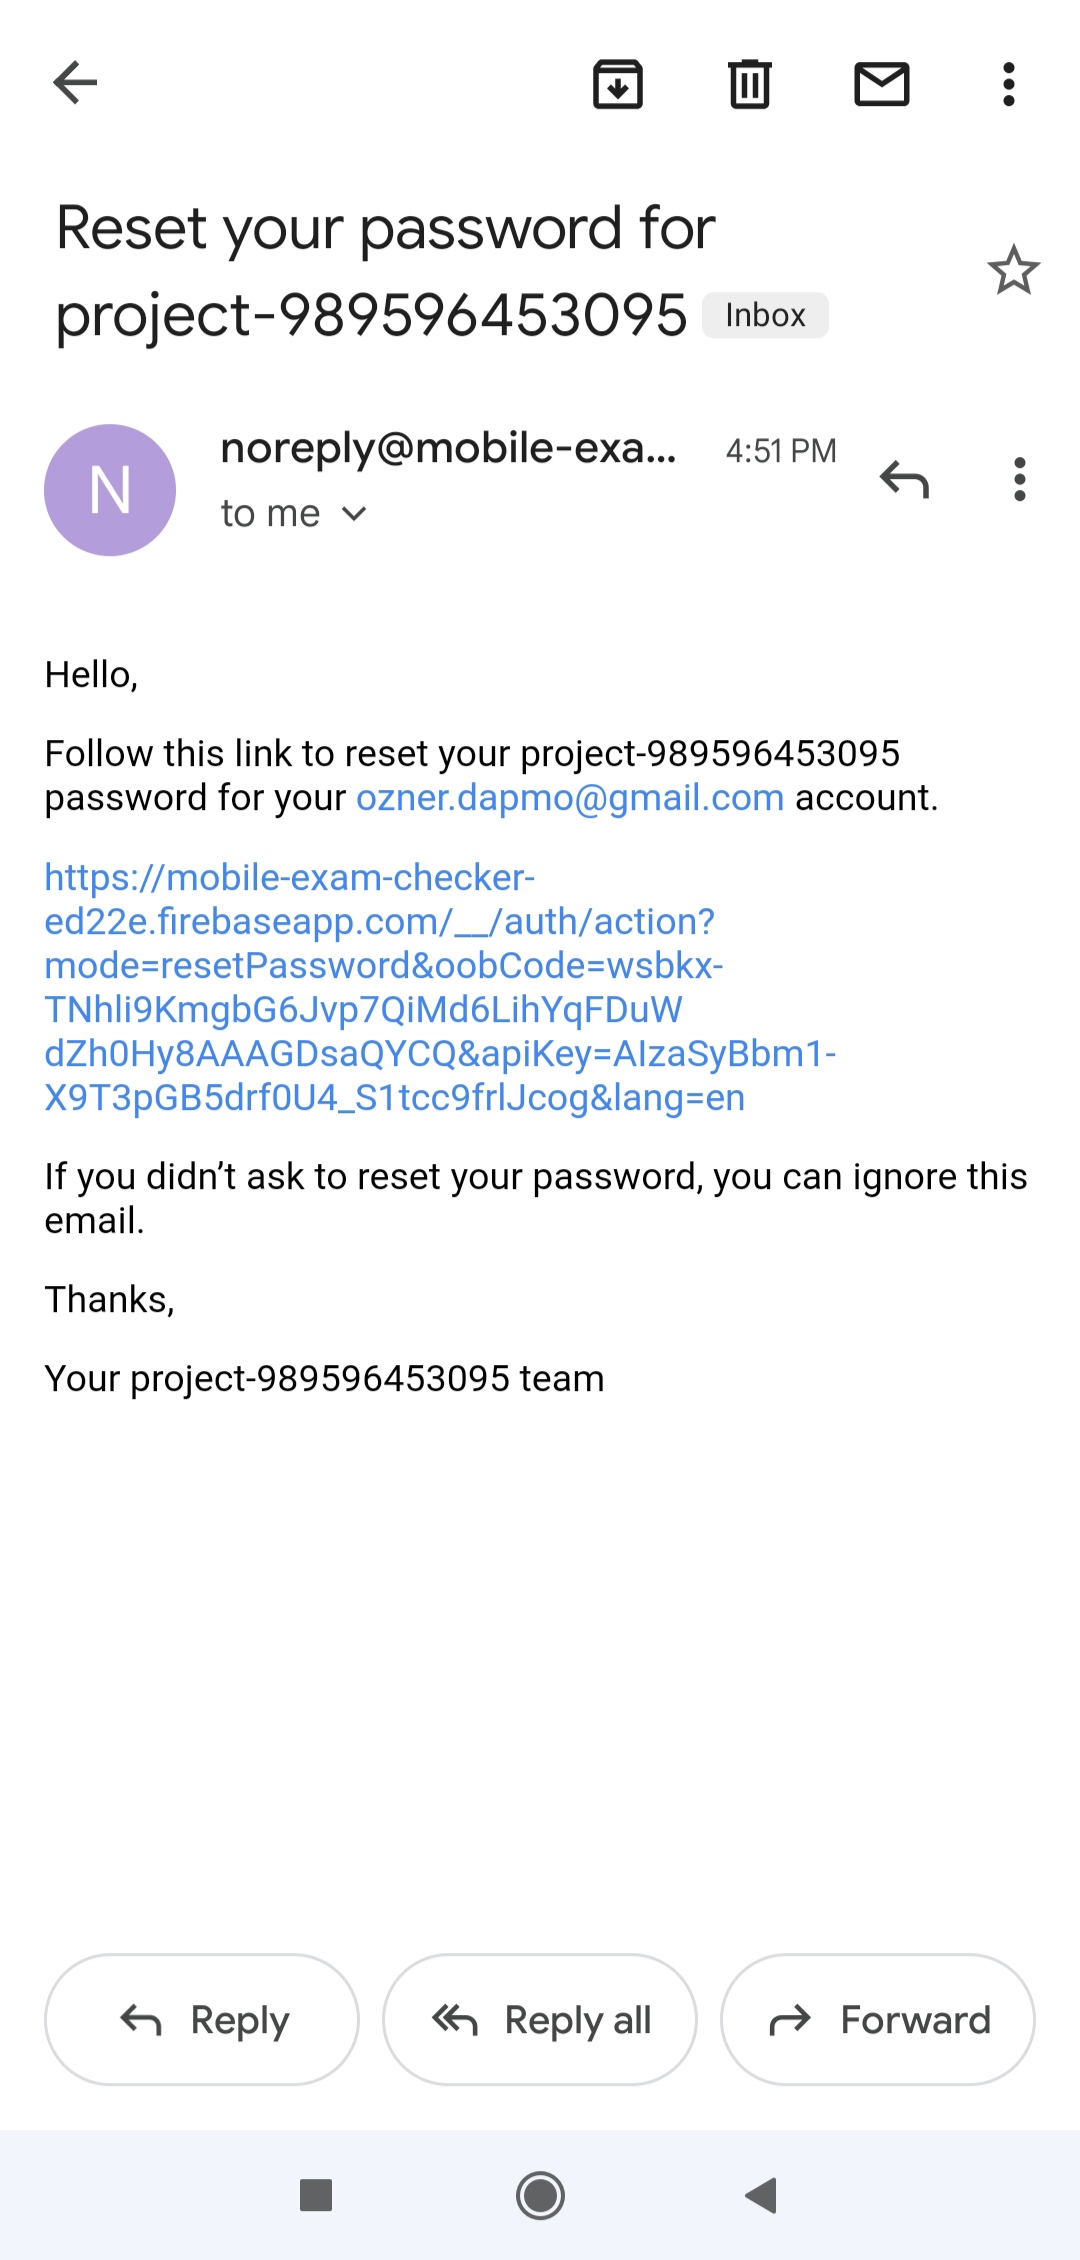 Reset your password for
project-989596453095 Inbox
noreply@mobile-exa... 4:51 PM
to me
N
Hello,
Follow this link to reset your project-989596453095
password for your ozner.dapmo@gmail.com account.
https://mobile-exam-checker-
ed22e.firebaseapp.com/__/auth/action?
mode=resetPassword&oobCode=wsbkx-
TNhli9KmgbG6Jvp7QiMd6LihYqFDuW
dZh0Hy8AAAGDsaQYCQ&apiKey=AIzaSyBbm1-
X9T3pGB5drf0U4_S1tcc9frlJcog&lang=en
If you didn’t ask to reset your password, you can ignore this
email.
Thanks,
Your project-989596453095 team
Reply Reply all Forward